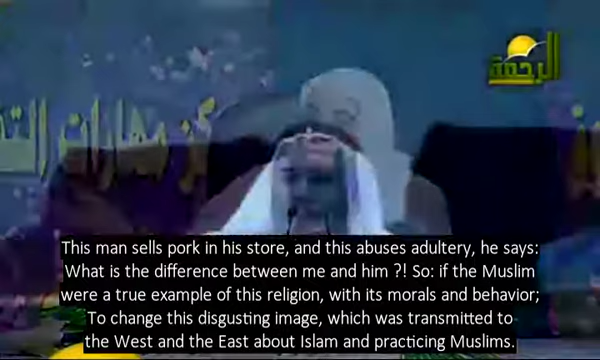 الرحمة
This man sells pork in his store, and this abuses adultery, he says:
What is the difference between me and him ?! So: if the Muslim
were a true example of this religion, with its morals and behavior;
To change this disgusting image, which was transmitted to
the West and the East about Islam and practicing Muslims.